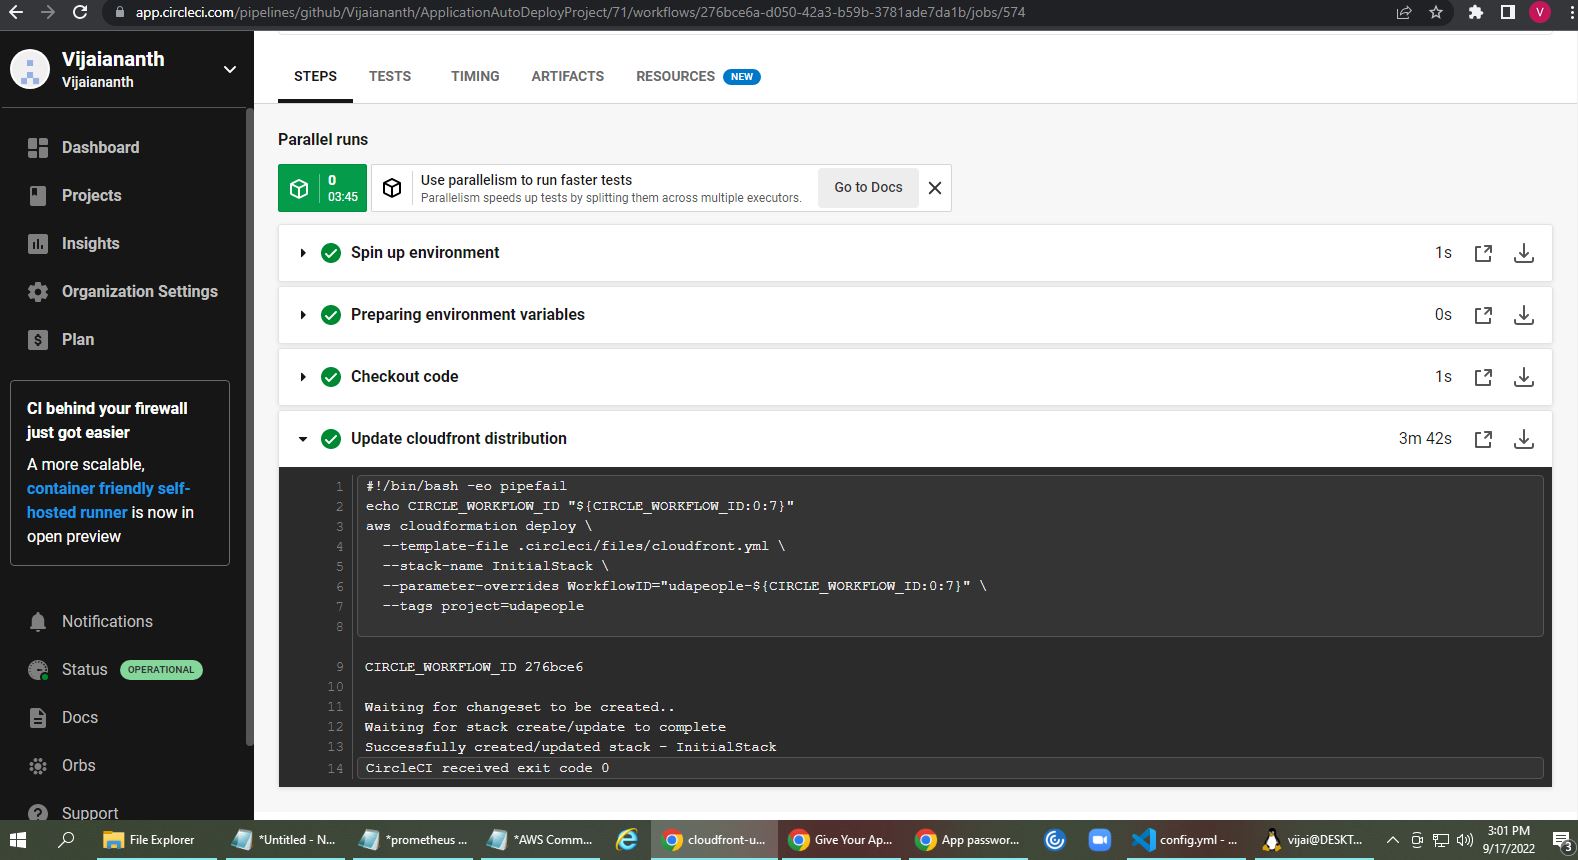 app.circleci.com/pipelines/github/Vijaiananth/ApplicationAutoDeployProject/71/workflows/276bce6a-d050-42a3-b59b-3781ade7da1b/jobs/574
V
Vijaiananth
Vijaiananth
Dashboard
Projects
Insights
Organization Settings
Plan
CI behind your firewall
just got easier
A more scalable,
container friendly self-
hosted runner is now in
open preview
Notifications
Status OPERATIONAL
Docs
Orbs
Support
STEPS TESTS TIMING ARTIFACTS RESOURCES NEW
Parallel runs
0
03:45
Use parallelism to run faster tests
Parallelism speeds up tests by splitting them across multiple executors.
Go to Docs
Spin up environment 1s
Preparing environment variables 0s
Checkout code 1s
Update cloudfront distribution 3m 42s
1 #!/bin/bash -eo pipefail
2 echo CIRCLE_WORKFLOW_ID "${CIRCLE_WORKFLOW_ID:0:7}"
3 aws cloudformation deploy \
4 --template-file .circleci/files/cloudfront.yml \
5 --stack-name InitialStack \
6 --parameter-overrides WorkflowID="udapeople-${CIRCLE_WORKFLOW_ID:0:7}" \
7 --tags project=udapeople
8
9 CIRCLE_WORKFLOW_ID 276bce6
10
11 Waiting for changeset to be created..
12 Waiting for stack create/update to complete
13 Successfully created/updated stack - InitialStack
14 CircleCI received exit code 0
File Explorer
*Untitled - N...
*prometheus ...
*AWS Comm...
cloudfront-u...
Give Your Ap...
App passwor...
config.yml - ...
vijai@DESKT...
3:01 PM
9/17/2022
3